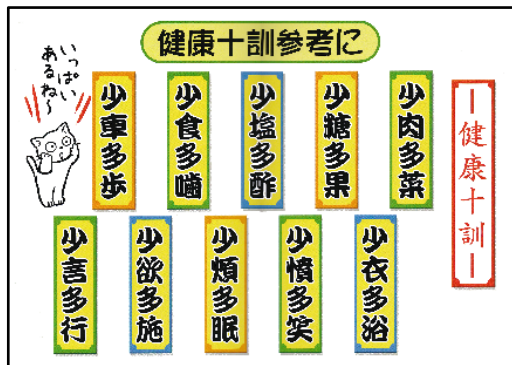 健康十訓参考に
ー健康十訓ー
少肉多菜
少糖多果
少塩多酢
少食多噛
少車多歩
いっぱい
あるね〜
少衣多浴
少憤多笑
少煩多眠
少欲多施
少言多行